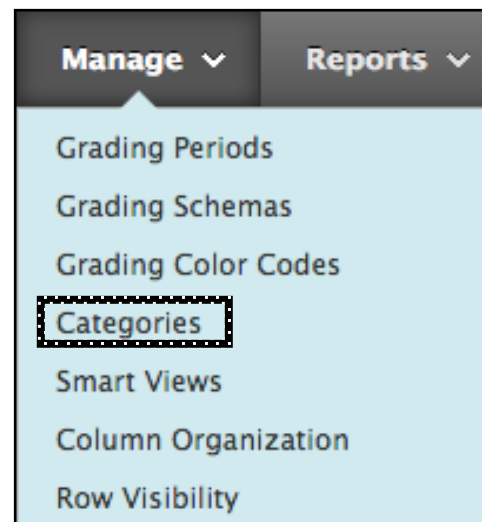 Manage Reports
Grading Periods
Grading Schemas
Grading Color Codes
Categories
Smart Views
Column Organization
Row Visibility